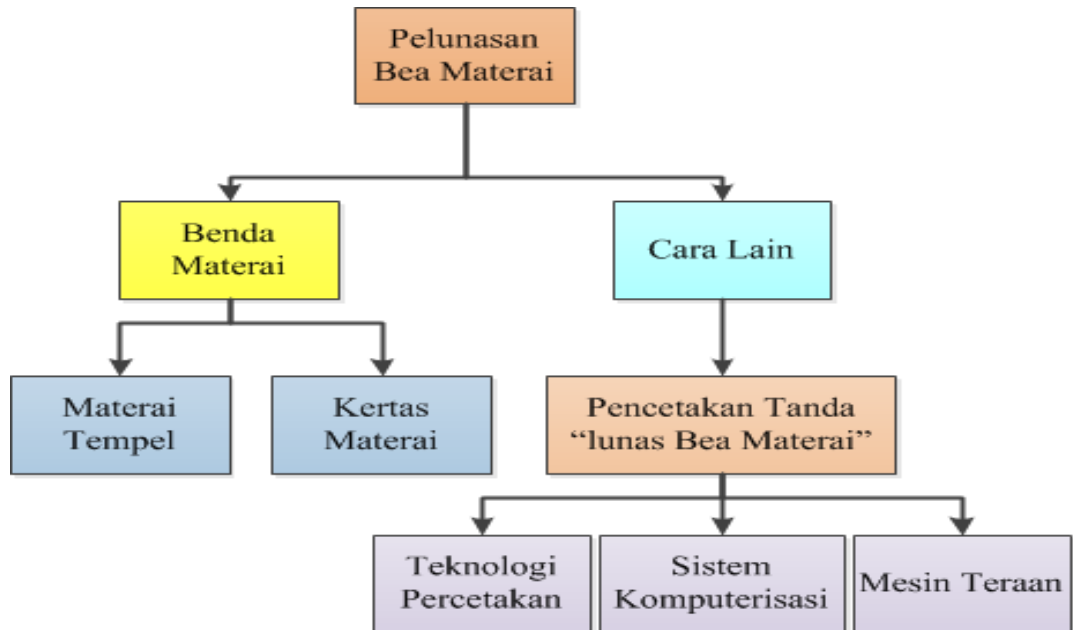 Pelunasan
Bea Materai
Benda
Materai
Cara Lain
Materai
Tempel
Kertas
Materai
Pencetakan Tanda
“lunas Bea Materai”
Teknologi
Percetakan
Sistem
Komputerisasi
Mesin Teraan